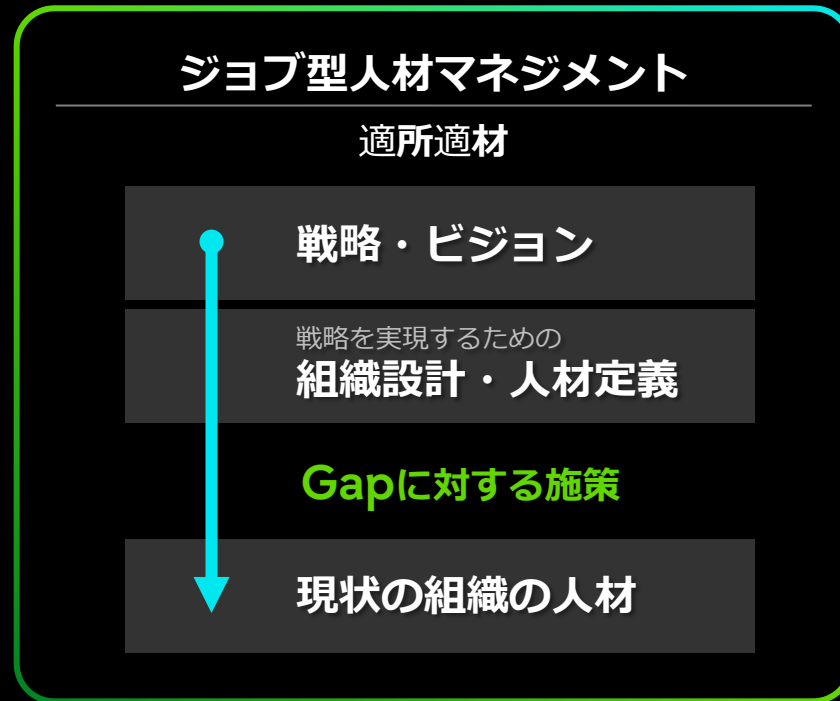 ジョブ型人材マネジメント
適所適材
戦略・ビジョン
戦略を実現するための
組織設計・人材定義
Gapに対する施策
現状の組織の人材